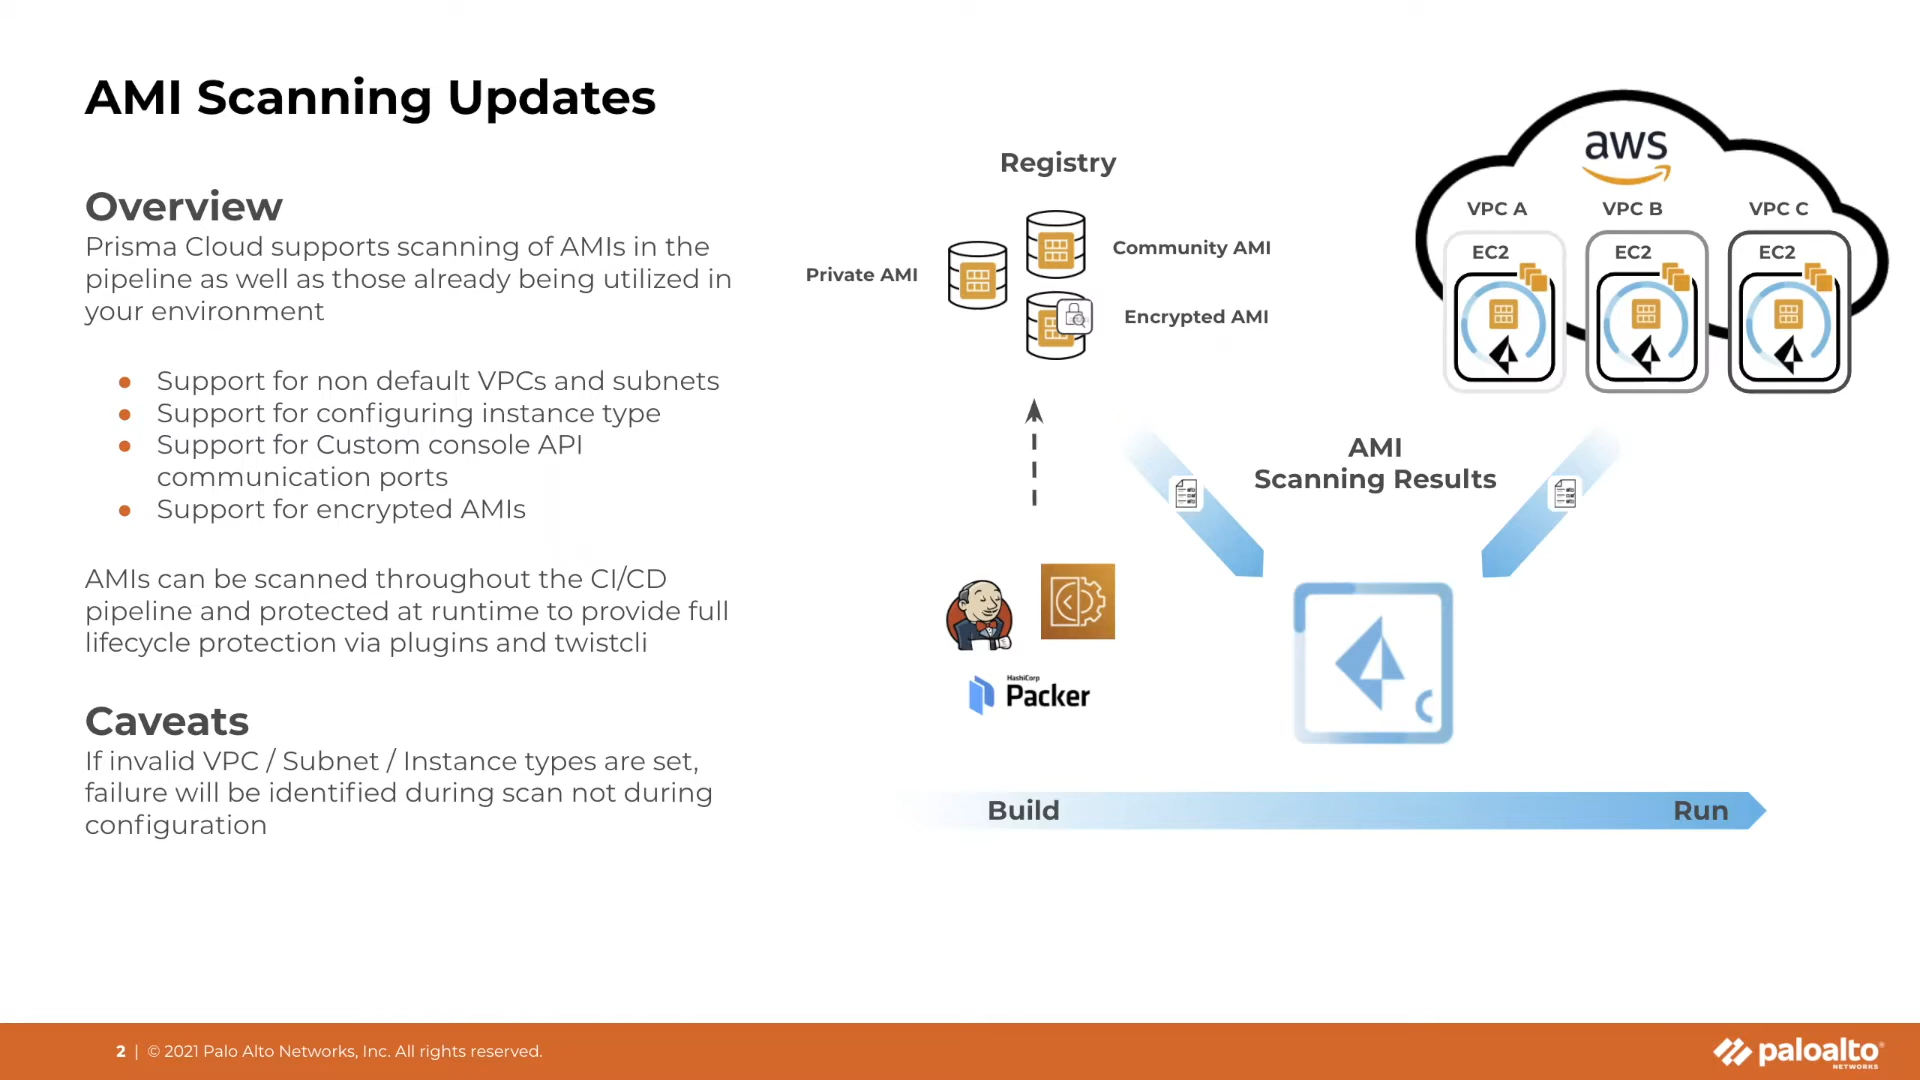 AMI Scanning Updates
Overview
Prisma Cloud supports scanning of AMIs in the
pipeline as well as those already being utilized in
your environment
● Support for non default VPCs and subnets
● Support for configuring instance type
● Support for Custom console API
communication ports
● Support for encrypted AMIs
AMIs can be scanned throughout the CI/CD
pipeline and protected at runtime to provide full
lifecycle protection via plugins and twistcli
Caveats
If invalid VPC / Subnet / Instance types are set,
failure will be identified during scan not during
configuration
Registry
Private AMI
Community AMI
Encrypted AMI
HashiCorp
Packer
aws
VPC A
VPC B
VPC C
EC2
EC2
EC2
AMI
Scanning Results
C
Build
Run
2 | © 2021 Palo Alto Networks, Inc. All rights reserved.
paloalto®
NETWORKS